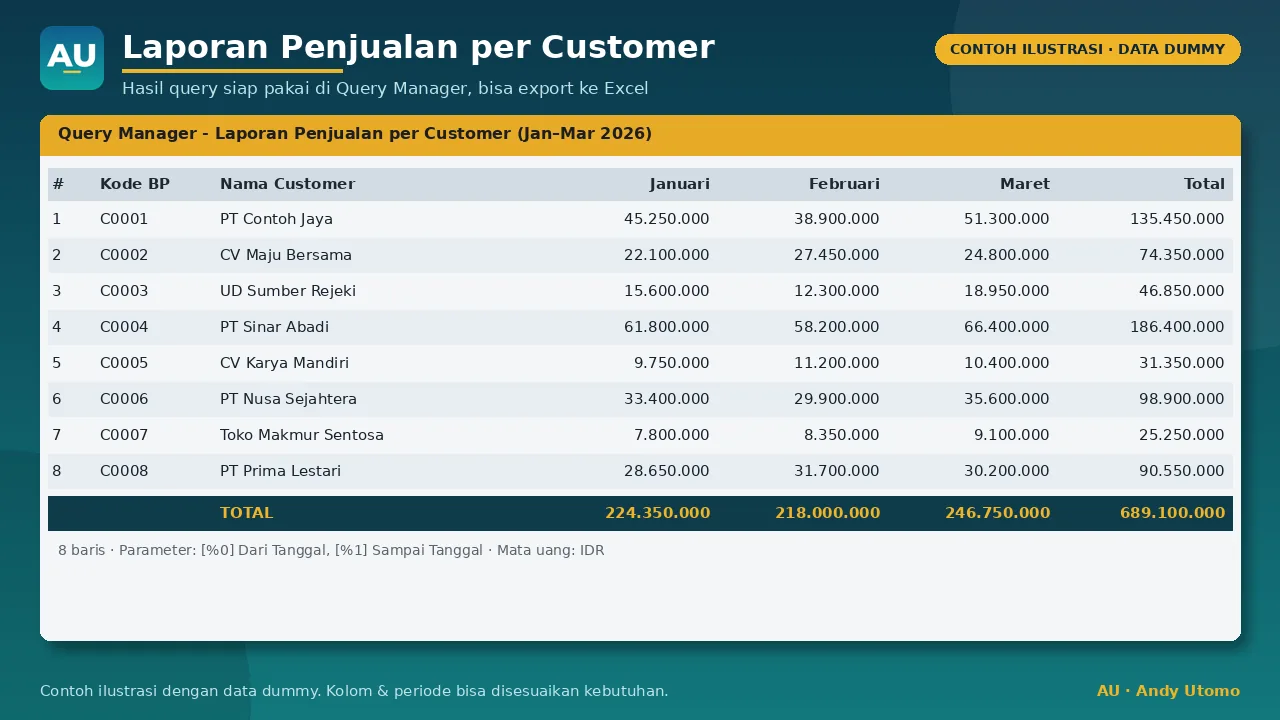 AU
Laporan Penjualan per Customer
CONTOH ILUSTRASI · DATA DUMMY
Hasil query siap pakai di Query Manager, bisa export ke Excel
Query Manager - Laporan Penjualan per Customer (Jan–Mar 2026)
# Kode BP Nama Customer Januari Februari Maret Total
1 C0001 PT Contoh Jaya 45.250.000 38.900.000 51.300.000 135.450.000
2 C0002 CV Maju Bersama 22.100.000 27.450.000 24.800.000 74.350.000
3 C0003 UD Sumber Rejeki 15.600.000 12.300.000 18.950.000 46.850.000
4 C0004 PT Sinar Abadi 61.800.000 58.200.000 66.400.000 186.400.000
5 C0005 CV Karya Mandiri 9.750.000 11.200.000 10.400.000 31.350.000
6 C0006 PT Nusa Sejahtera 33.400.000 29.900.000 35.600.000 98.900.000
7 C0007 Toko Makmur Sentosa 7.800.000 8.350.000 9.100.000 25.250.000
8 C0008 PT Prima Lestari 28.650.000 31.700.000 30.200.000 90.550.000
TOTAL 224.350.000 218.000.000 246.750.000 689.100.000
8 baris · Parameter: [%0] Dari Tanggal, [%1] Sampai Tanggal · Mata uang: IDR
Contoh ilustrasi dengan data dummy. Kolom & periode bisa disesuaikan kebutuhan.
AU · Andy Utomo